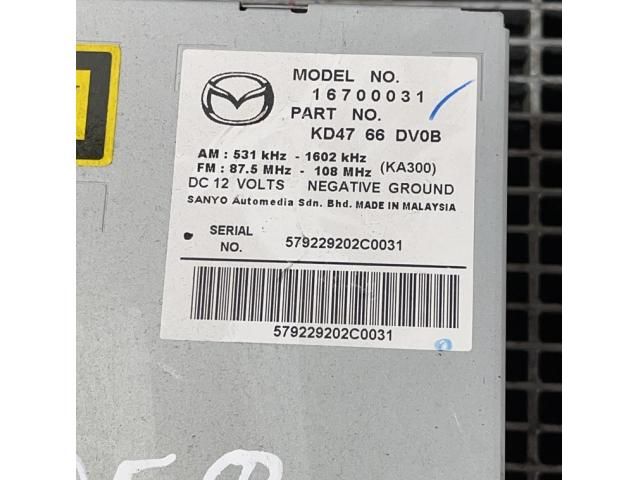 MODEL NO.
16700031
PART NO.
KD47 66 DV0B
AM : 531 kHz - 1602 kHz
FM : 87.5 MHz - 108 MHz (KA300)
DC 12 VOLTS NEGATIVE GROUND
SANYO Automedia Sdn. Bhd. MADE IN MALAYSIA
SERIAL NO. 579229202C0031
579229202C0031